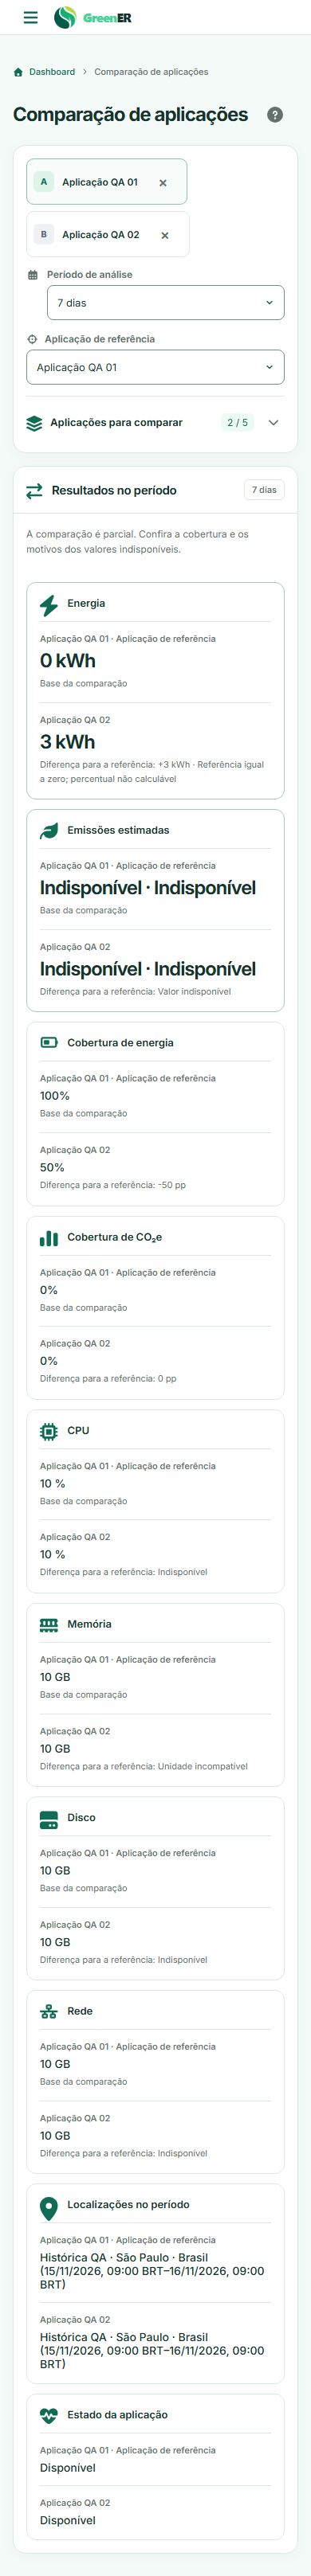 GreenER
Dashboard > Comparação de aplicações
Comparação de aplicações ?
A Aplicação QA 01 ×
B Aplicação QA 02 ×
Período de análise
7 dias
Aplicação de referência
Aplicação QA 01
Aplicações para comparar 2 / 5
Resultados no período 7 dias
A comparação é parcial. Confira a cobertura e os
motivos dos valores indisponíveis.
Energia
Aplicação QA 01 · Aplicação de referência
0 kWh
Base da comparação
Aplicação QA 02
3 kWh
Diferença para a referência: +3 kWh · Referência igual
a zero; percentual não calculável
Emissões estimadas
Aplicação QA 01 · Aplicação de referência
Indisponível · Indisponível
Base da comparação
Aplicação QA 02
Indisponível · Indisponível
Diferença para a referência: Valor indisponível
Cobertura de energia
Aplicação QA 01 · Aplicação de referência
100%
Base da comparação
Aplicação QA 02
50%
Diferença para a referência: -50 pp
Cobertura de CO₂e
Aplicação QA 01 · Aplicação de referência
0%
Base da comparação
Aplicação QA 02
0%
Diferença para a referência: 0 pp
CPU
Aplicação QA 01 · Aplicação de referência
10 %
Base da comparação
Aplicação QA 02
10 %
Diferença para a referência: Indisponível
Memória
Aplicação QA 01 · Aplicação de referência
10 GB
Base da comparação
Aplicação QA 02
10 GB
Diferença para a referência: Unidade incompatível
Disco
Aplicação QA 01 · Aplicação de referência
10 GB
Base da comparação
Aplicação QA 02
10 GB
Diferença para a referência: Indisponível
Rede
Aplicação QA 01 · Aplicação de referência
10 GB
Base da comparação
Aplicação QA 02
10 GB
Diferença para a referência: Indisponível
Localizações no período
Aplicação QA 01 · Aplicação de referência
Histórica QA · São Paulo · Brasil
(15/11/2026, 09:00 BRT–16/11/2026, 09:00
BRT)
Aplicação QA 02
Histórica QA · São Paulo · Brasil
(15/11/2026, 09:00 BRT–16/11/2026, 09:00
BRT)
Estado da aplicação
Aplicação QA 01 · Aplicação de referência
Disponível
Aplicação QA 02
Disponível